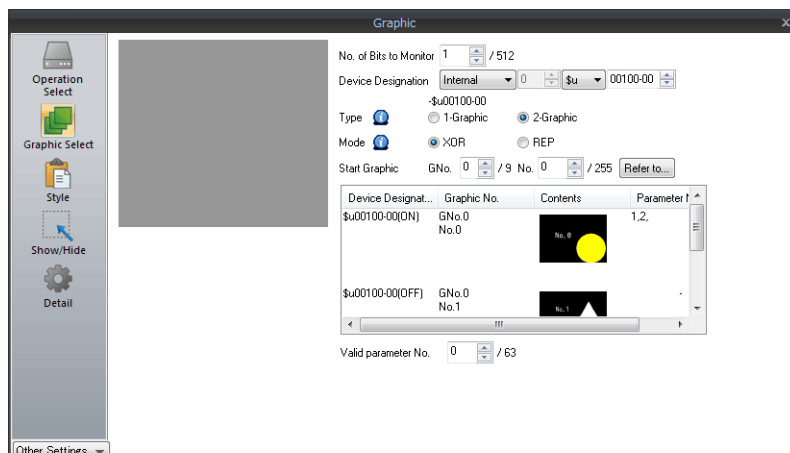 Graphic
x
Operation
Select
Graphic Select
Style
Show/Hide
Detail
Other Settings
No. of Bits to Monitor 1 / 512
Device Designation Internal 0 $u 00100-00
-$u00100-00
Type 1-Graphic 2-Graphic
Mode XOR REP
Start Graphic GNo. 0 / 9 No. 0 / 255 Refer to...
Device Designat... Graphic No. Contents Parameter
$u00100-00(ON) GNo.0 1,2,
No.0
No.0
$u00100-00(OFF) GNo.0 -
No.1
No.1
Valid parameter No. 0 / 63